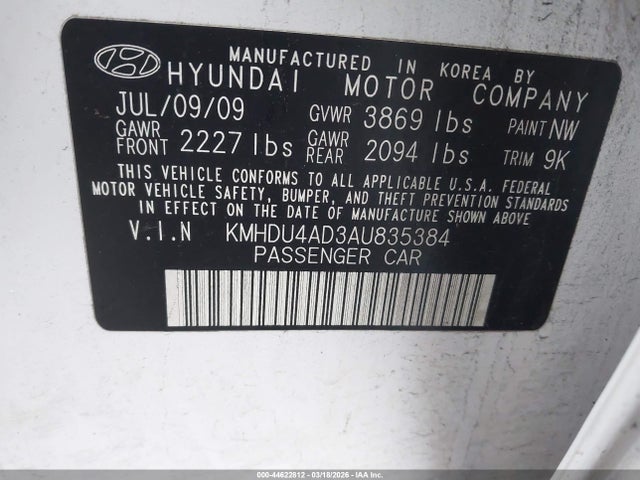 MANUFACTURED IN KOREA BY
HYUNDAI MOTOR COMPANY
JUL/09/09 GVWR 3869 lbs PAINT NW
GAWR FRONT 2227 lbs GAWR REAR 2094 lbs TRIM 9K
THIS VEHICLE CONFORMS TO ALL APPLICABLE U.S.A. FEDERAL
MOTOR VEHICLE SAFETY, BUMPER, AND THEFT PREVENTION STANDARDS
IN EFFECT ON THE DATE OF MANUFACTURE SHOWN ABOVE
V.I.N KMHDU4AD3AU835384
PASSENGER CAR
000-44622812 - 03/18/2026 - IAA Inc.